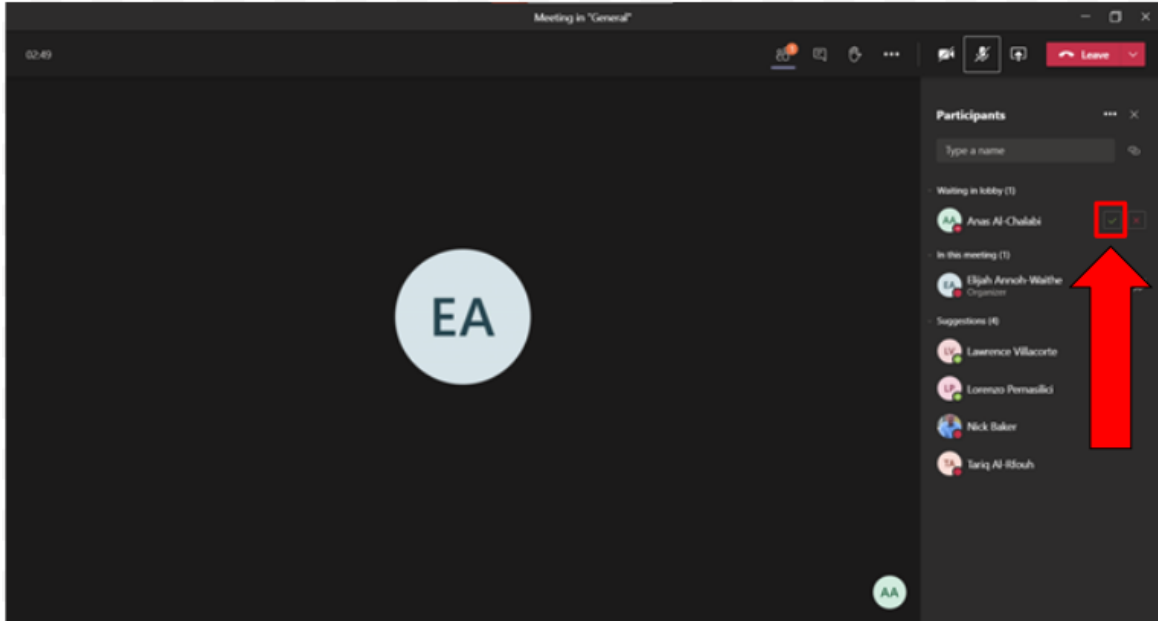 Meeting in "General"
02:49
1
Leave
Participants
Type a name
Waiting in lobby (1)
AA Anas Al-Chalabi
In this meeting (1)
EA Elijah Annoh-Waithe
Organizer
Suggestions (4)
LV Lawrence Villacorte
LP Lorenzo Pernasilici
Nick Baker
TA Tariq Al-Rfouh
EA
AA